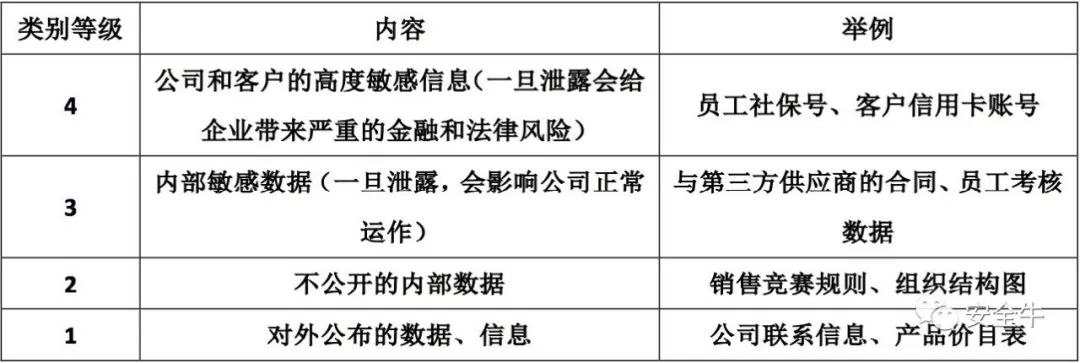 类别等级 内容 举例
4 公司和客户的高度敏感信息（一旦泄露会给
企业带来严重的金融和法律风险） 员工社保号、客户信用卡账号
3 内部敏感数据（一旦泄露，会影响公司正常
运作） 与第三方供应商的合同、员工考核
数据
2 不公开的内部数据 销售竞赛规则、组织结构图
1 对外公布的数据、信息 公司联系信息、产品价目表
安全牛